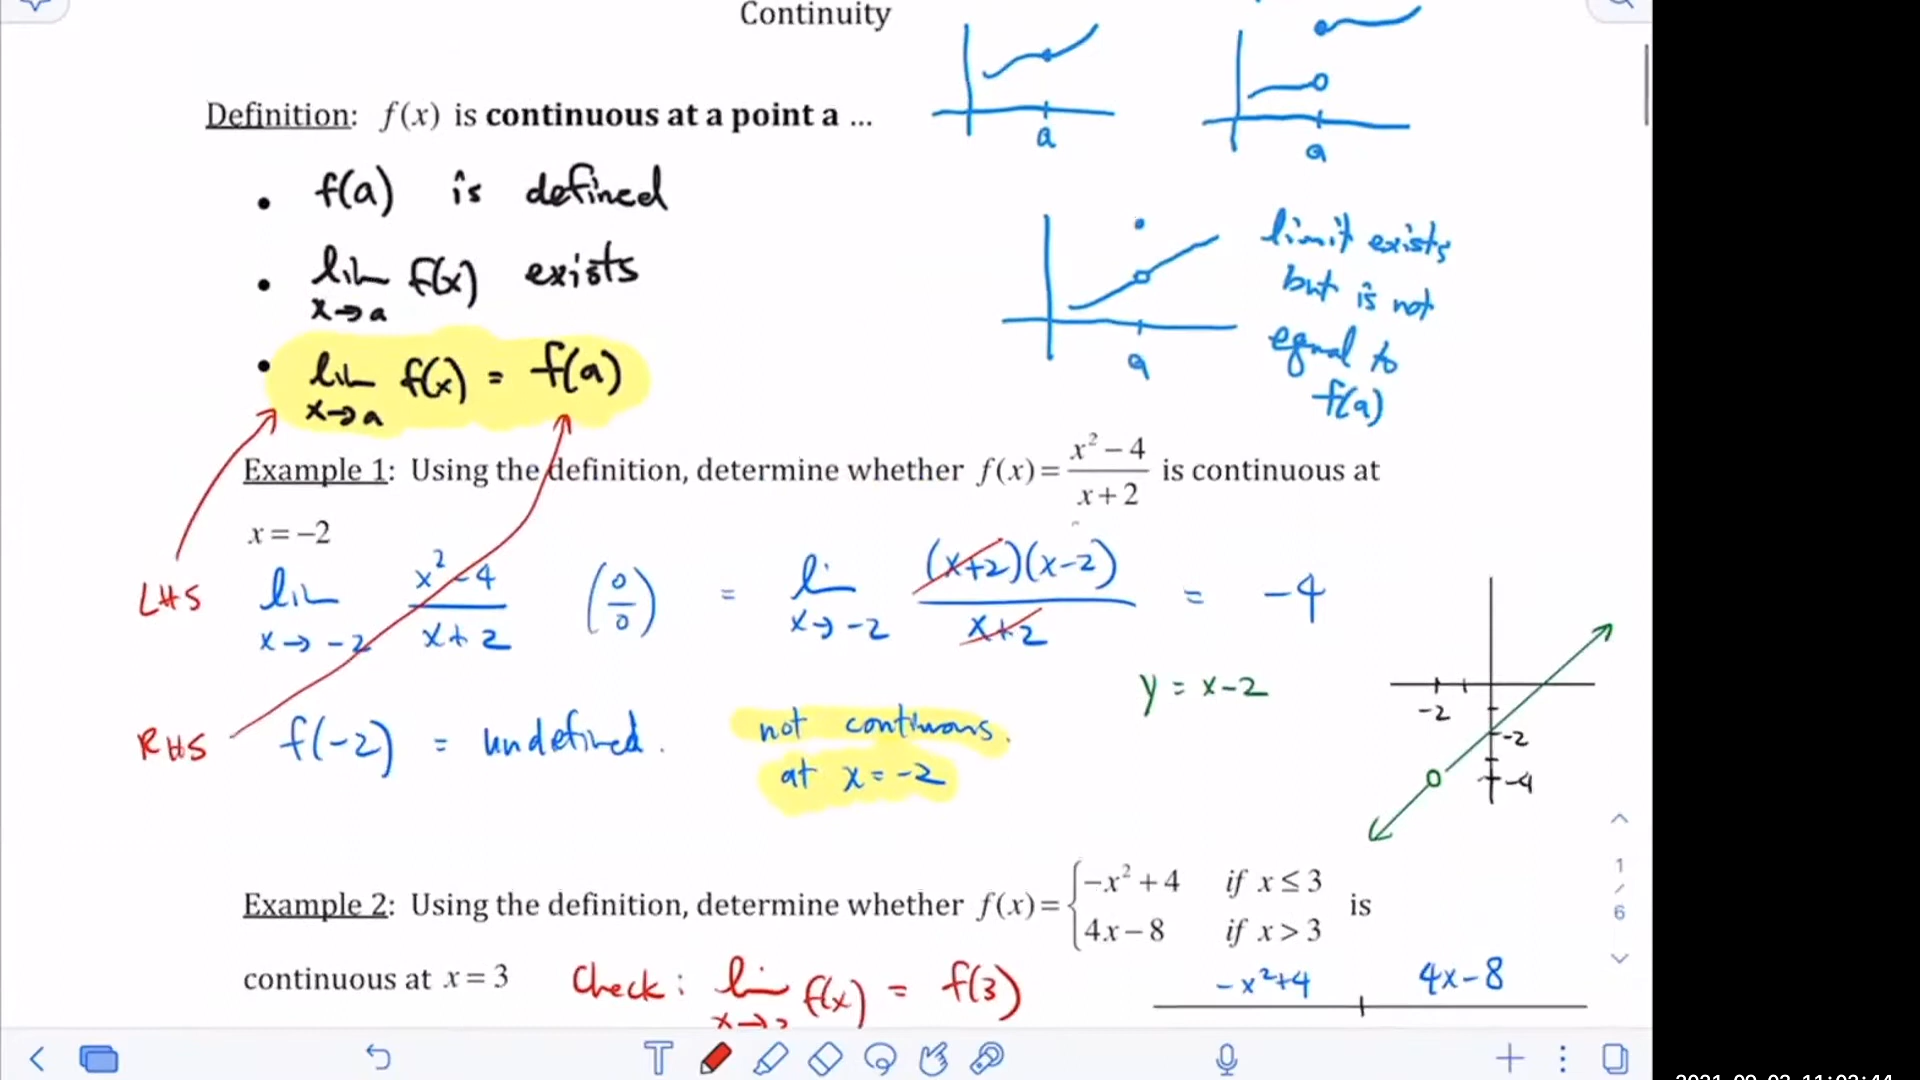 Continuity
Definition: f(x) is continuous at a point a ...
a
a
• f(a) is defined
• lim f(x) exists
x→a
• lim f(x) = f(a)
x→a
a
limit exists
but is not
equal to
f(a)
Example 1: Using the definition, determine whether f(x) = (x² − 4)/(x + 2) is continuous at
x = −2
LHS lim x²-4 / x+2 (0/0) = lim (x+2)(x-2) / x+2 = -4
x→-2 x→-2
y = x-2
-2
-2
-4
RHS f(-2) = undefined. not continuous.
at x = -2
Example 2: Using the definition, determine whether f(x) = { −x² + 4 if x ≤ 3
4x − 8 if x > 3 is
continuous at x = 3
Check: lim f(x) = f(3)
-x²+4 4x-8
1
/
6
T